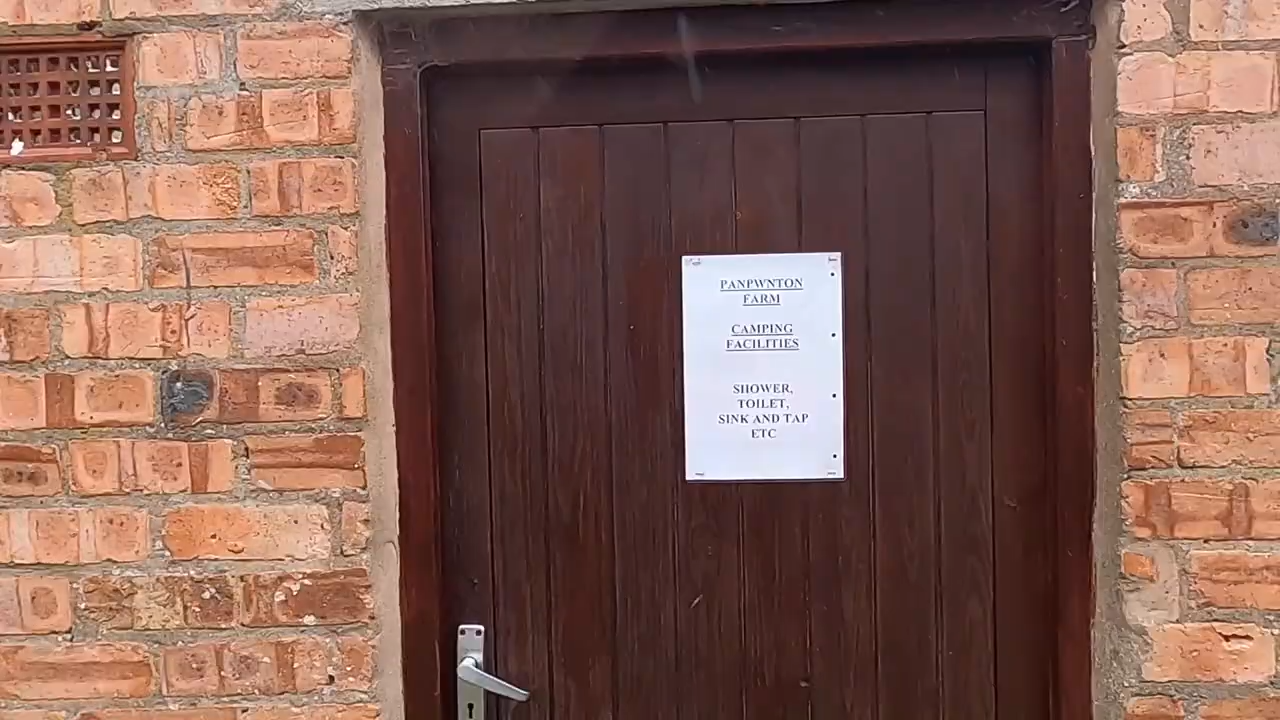 PANPWNTON
FARM
CAMPING
FACILITIES
SHOWER,
TOILET,
SINK AND TAP
ETC